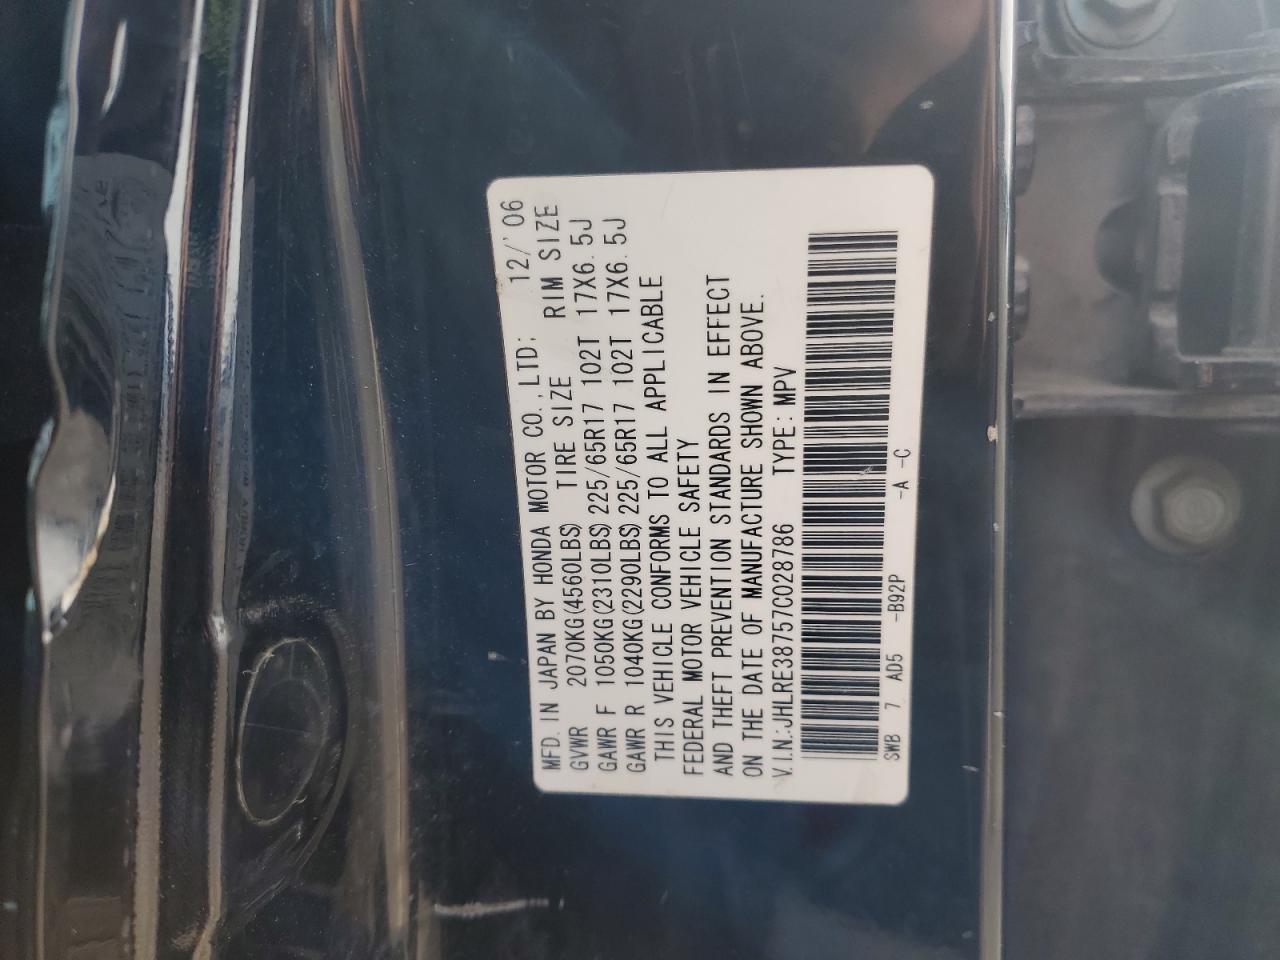 MFD. IN JAPAN BY HONDA MOTOR CO., LTD; 12/'06
GVWR 2070KG(4560LBS) TIRE SIZE RIM SIZE
GAWR F 1050KG(2310LBS) 225/65R17 102T 17X6.5J
GAWR R 1040KG(2290LBS) 225/65R17 102T 17X6.5J
THIS VEHICLE CONFORMS TO ALL APPLICABLE
FEDERAL MOTOR VEHICLE SAFETY
AND THEFT PREVENTION STANDARDS IN EFFECT
ON THE DATE OF MANUFACTURE SHOWN ABOVE.
V.I.N.:JHLRE38757C028786 TYPE:MPV
SWB 7 AD5 -B92P -A -C